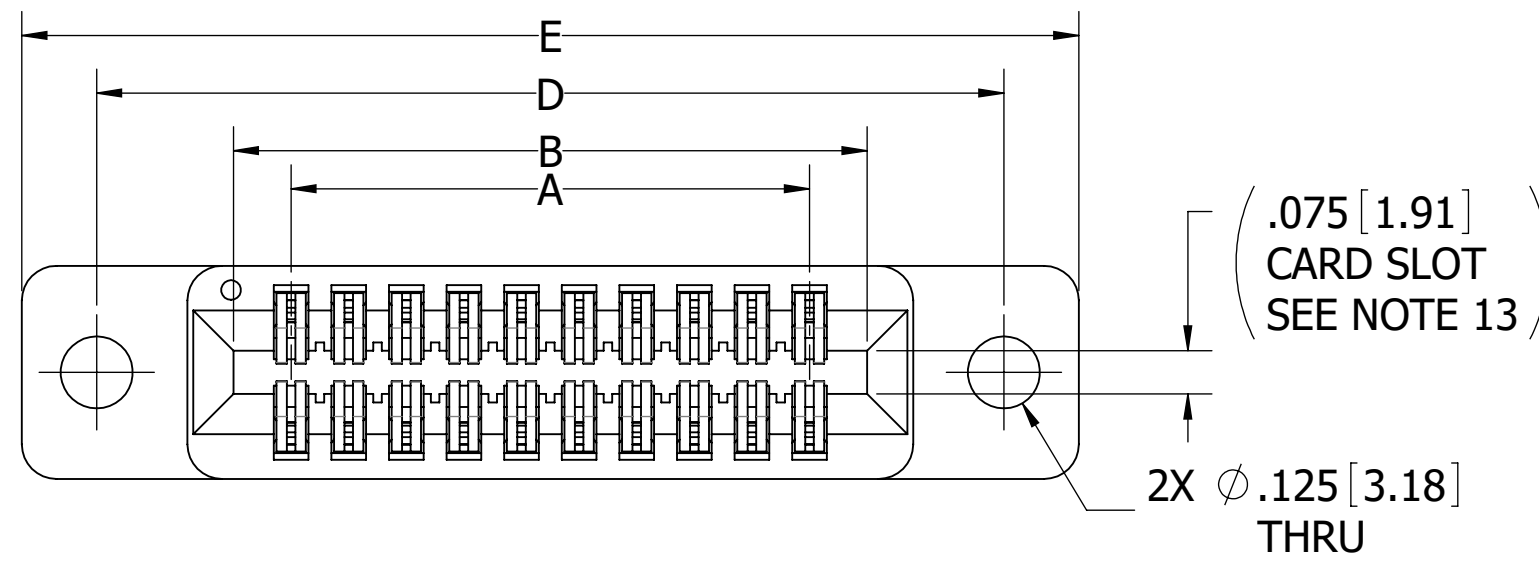 E
D
B
A
.075 [1.91]
CARD SLOT
SEE NOTE 13
2X ∅.125 [3.18]
THRU